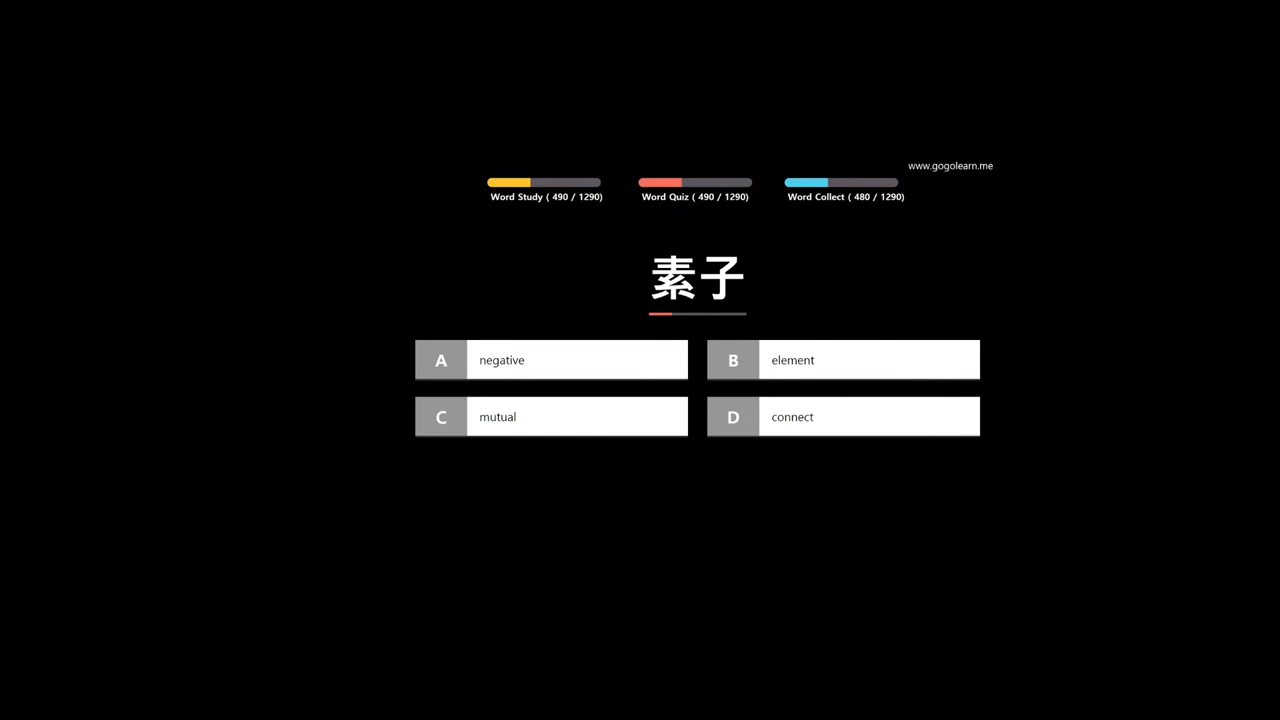 www.gogolearn.me
Word Study ( 490 / 1290)
Word Quiz ( 490 / 1290)
Word Collect ( 480 / 1290)
素子
A negative
B element
C mutual
D connect